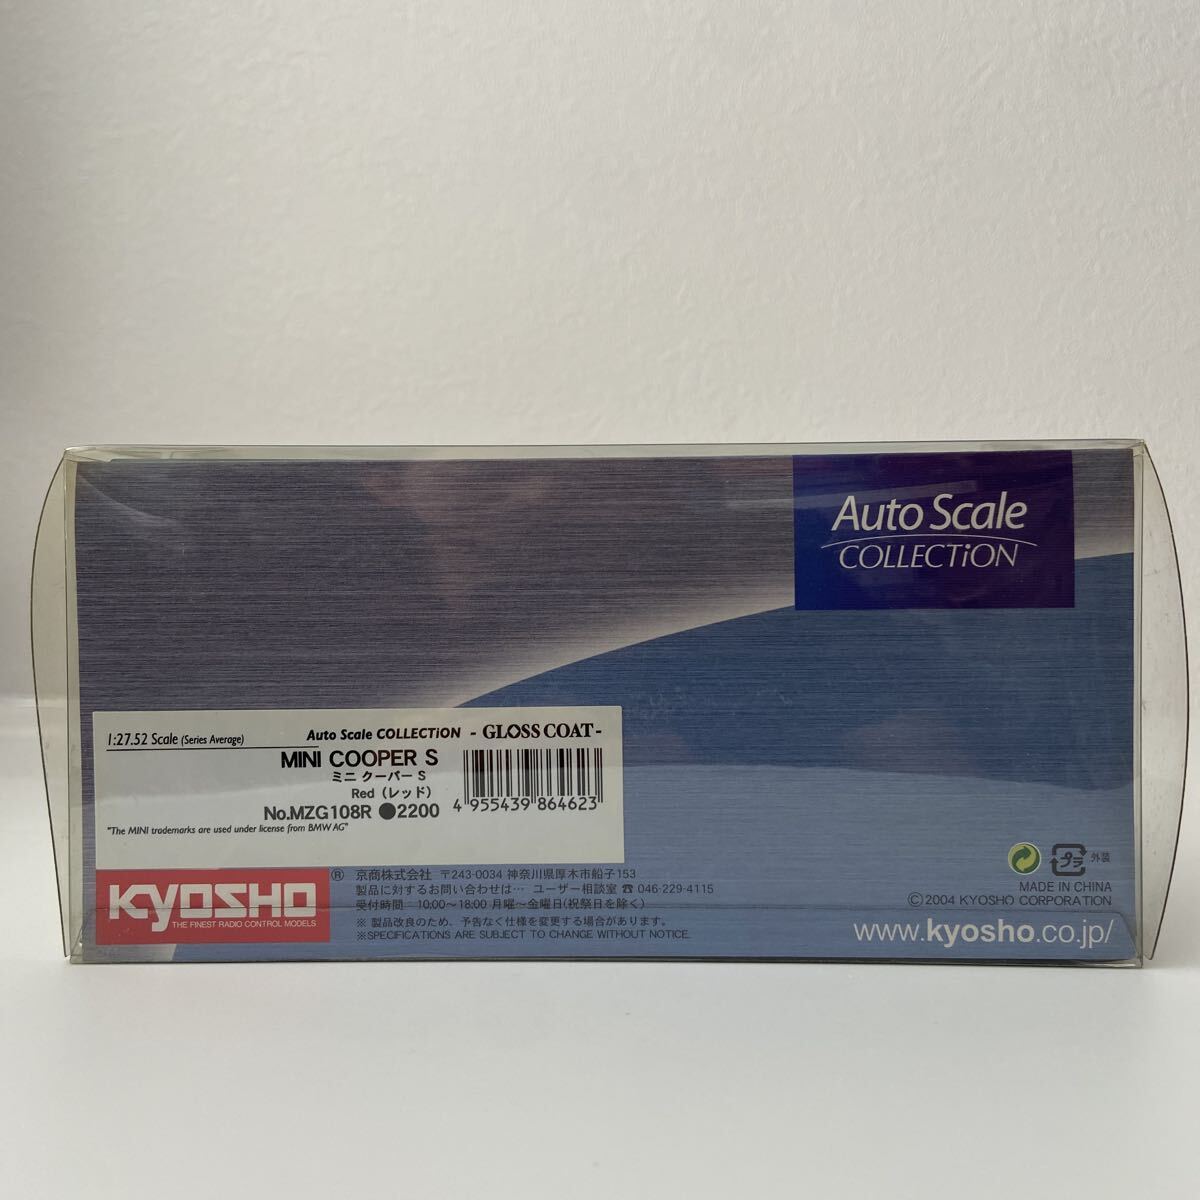 Auto Scale
COLLECTiON
1:27.52 Scale (Series Average)
Auto Scale COLLECTiON - GLOSS COAT -
MINI COOPER S
ミニ クーパー S
Red（レッド）
No.MZG108R ●2200
4 955439 864623
"The MINI trademarks are used under license from BMW AG"
KYOSHO ®
THE FINEST RADIO CONTROL MODELS
京商株式会社 〒243-0034 神奈川県厚木市船子153
製品に対するお問い合わせは… ユーザー相談室 ☎ 046-229-4115
受付時間：10:00〜18:00 月曜〜金曜日(祝祭日を除く)
※ 製品改良のため、予告なく仕様を変更する場合があります。
※SPECIFICATIONS ARE SUBJECT TO CHANGE WITHOUT NOTICE.
プラ 外装
MADE IN CHINA
Ⓒ2004 KYOSHO CORPORATION
www.kyosho.co.jp/